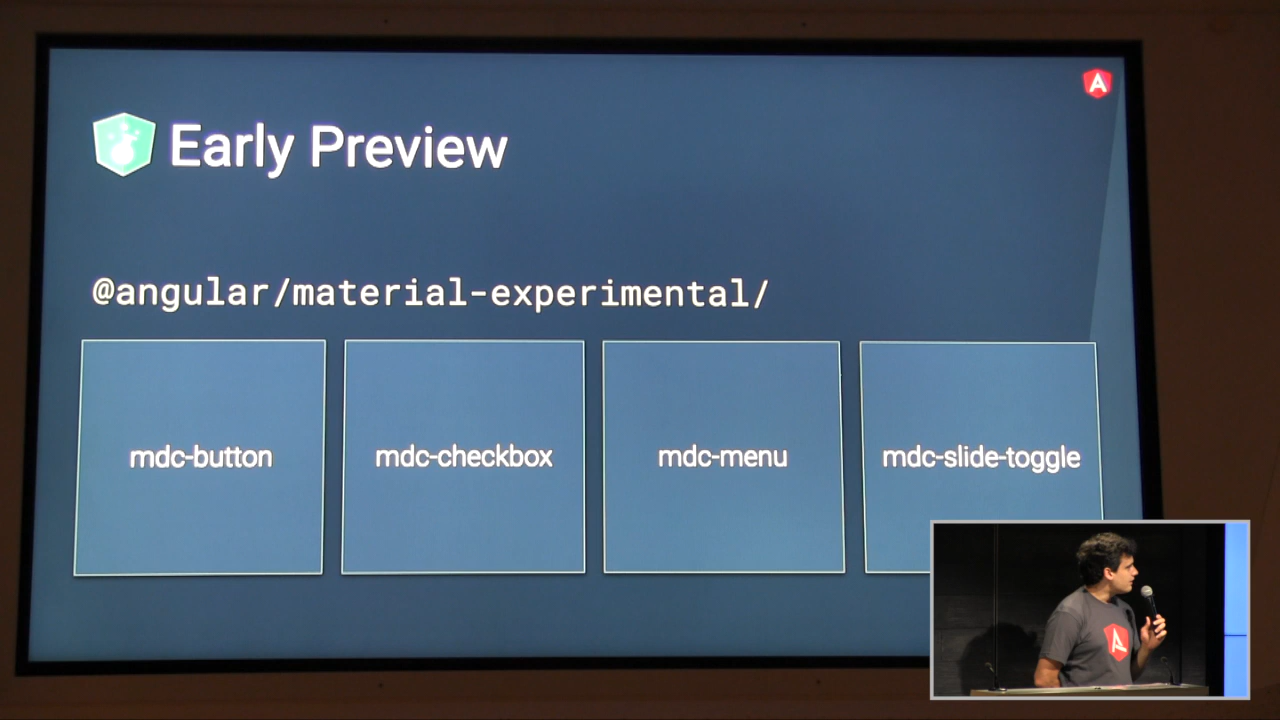 Early Preview
@angular/material-experimental/
mdc-button
mdc-checkbox
mdc-menu
mdc-slide-toggle